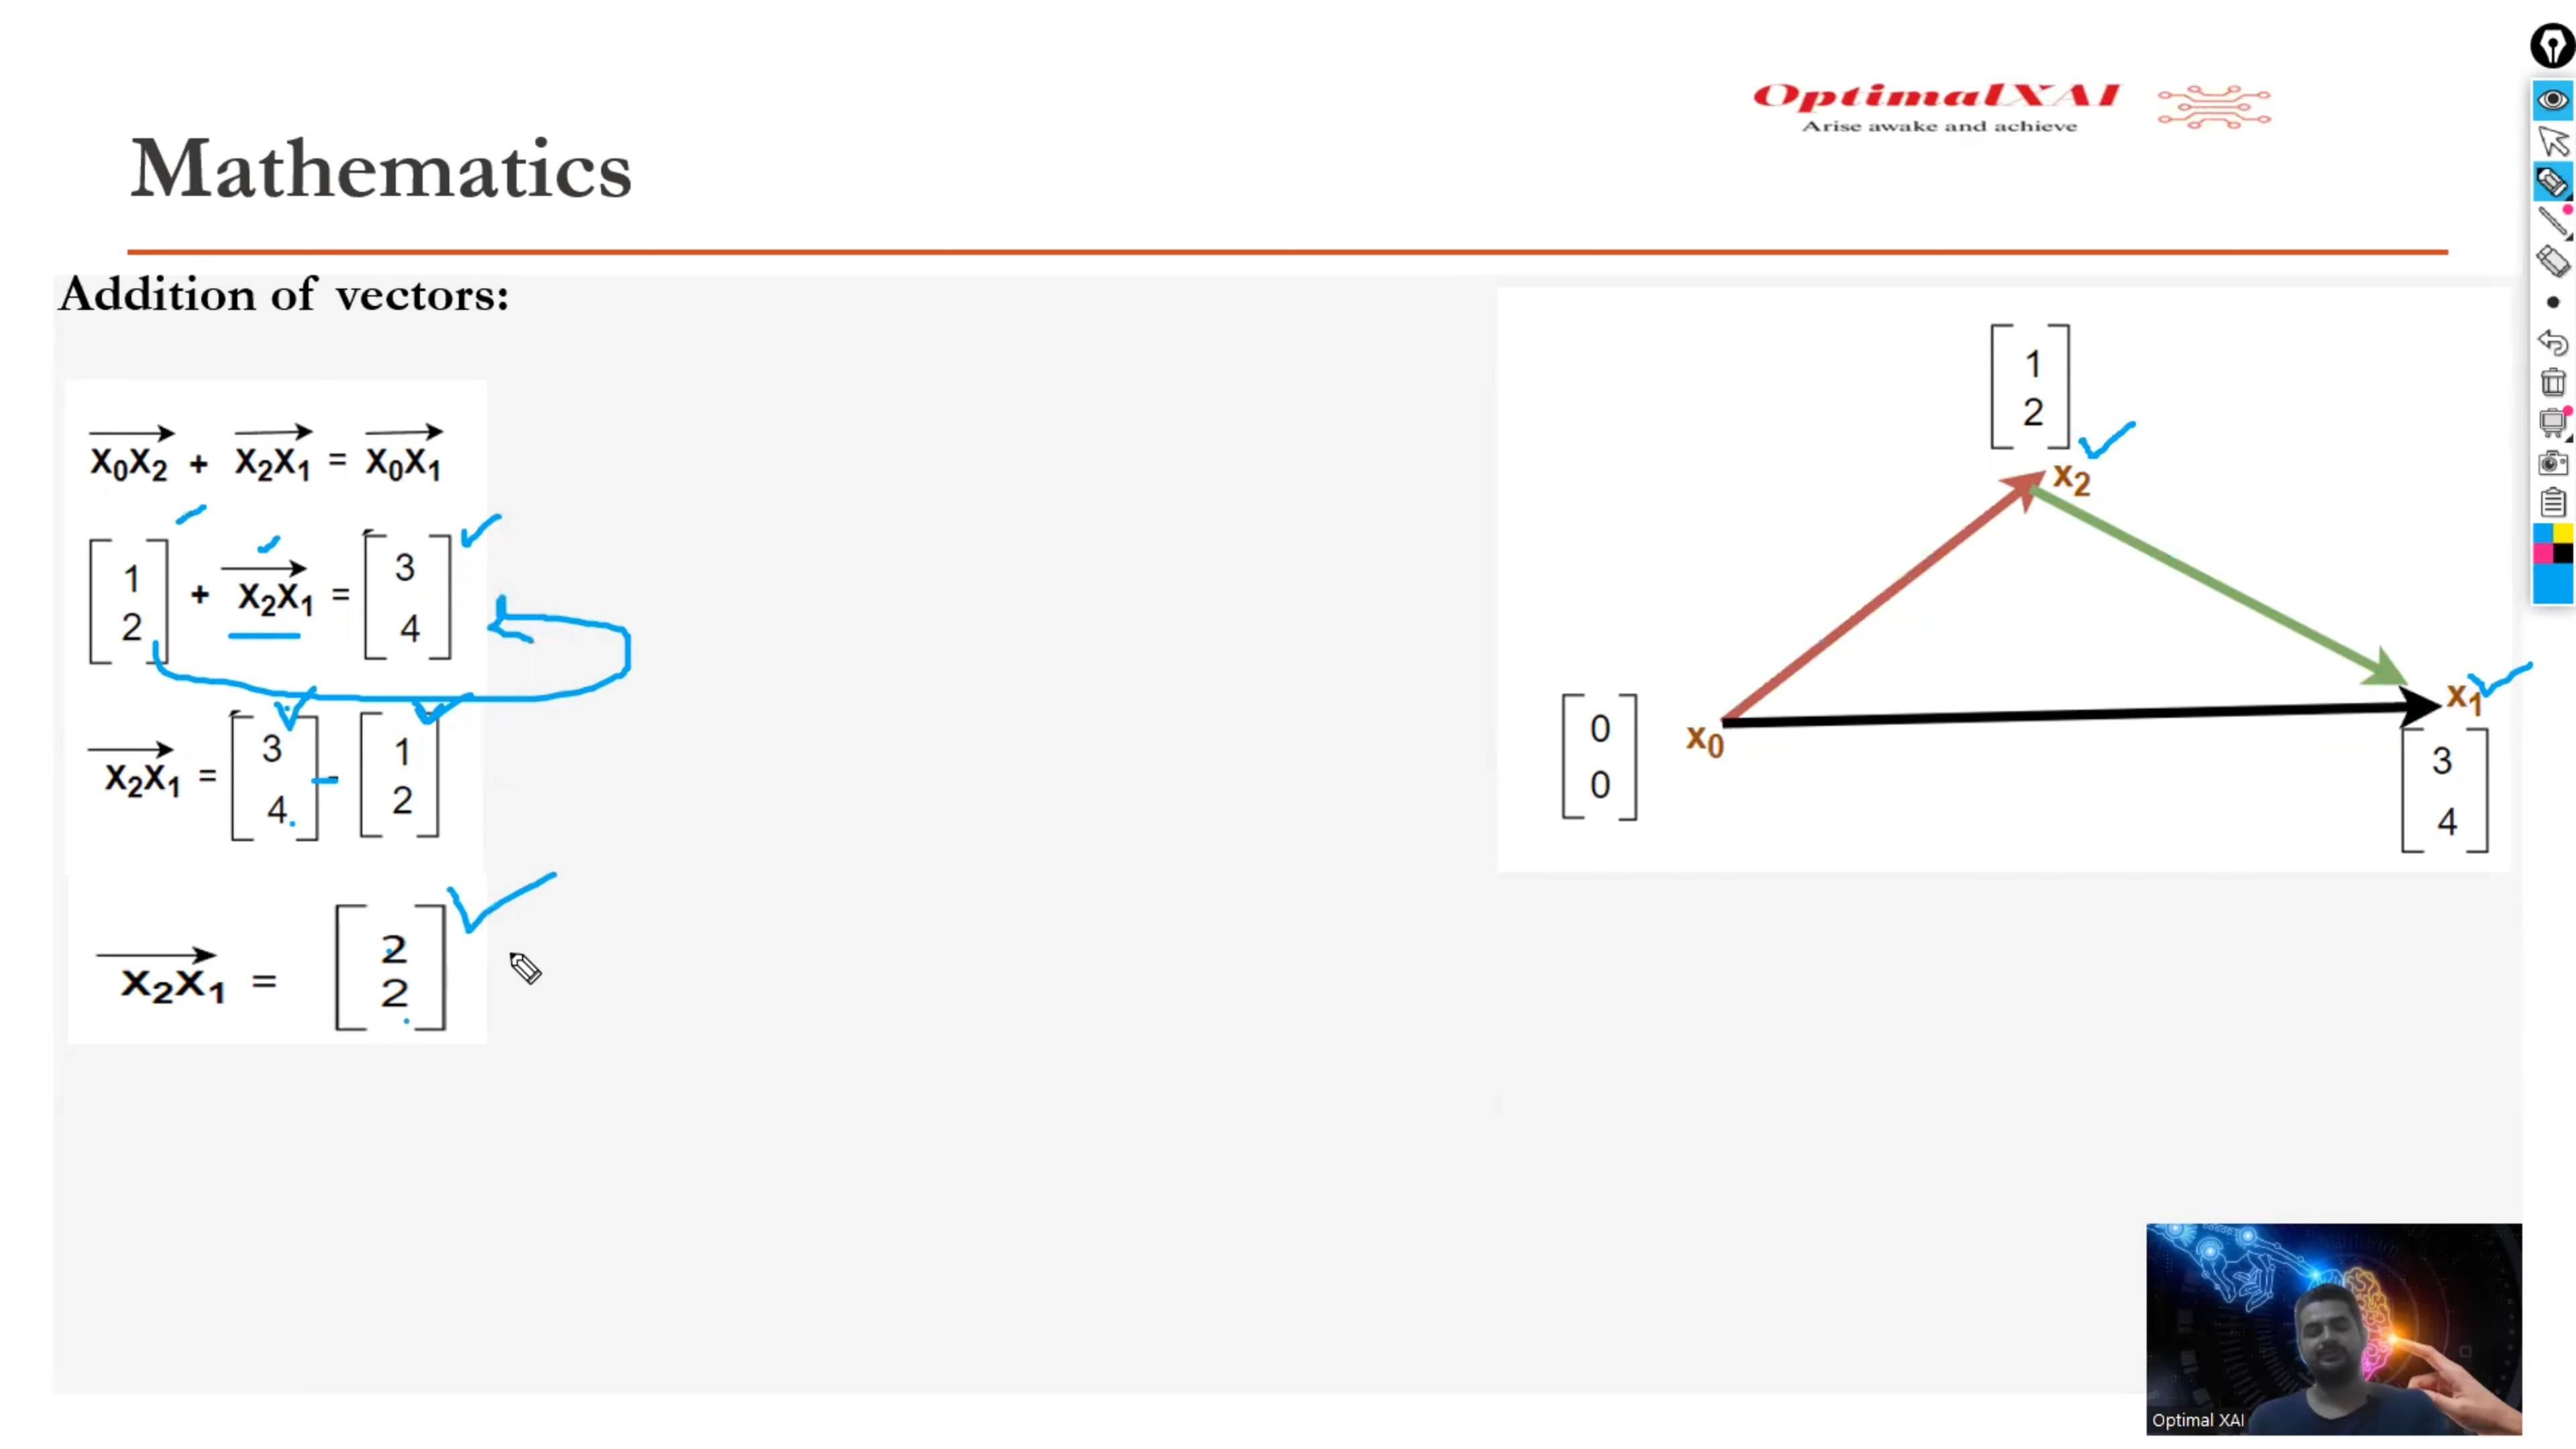 OptimalXAI
Arise awake and achieve
Mathematics
Addition of vectors:
X₀X₂ + X₂X₁ = X₀X₁
[1 2] + X₂X₁ = [3 4]
X₂X₁ = [3 4] - [1 2]
X₂X₁ = [2 2]
[1 2]
X₂
[0 0]
X₀
X₁
[3 4]
Optimal XAI